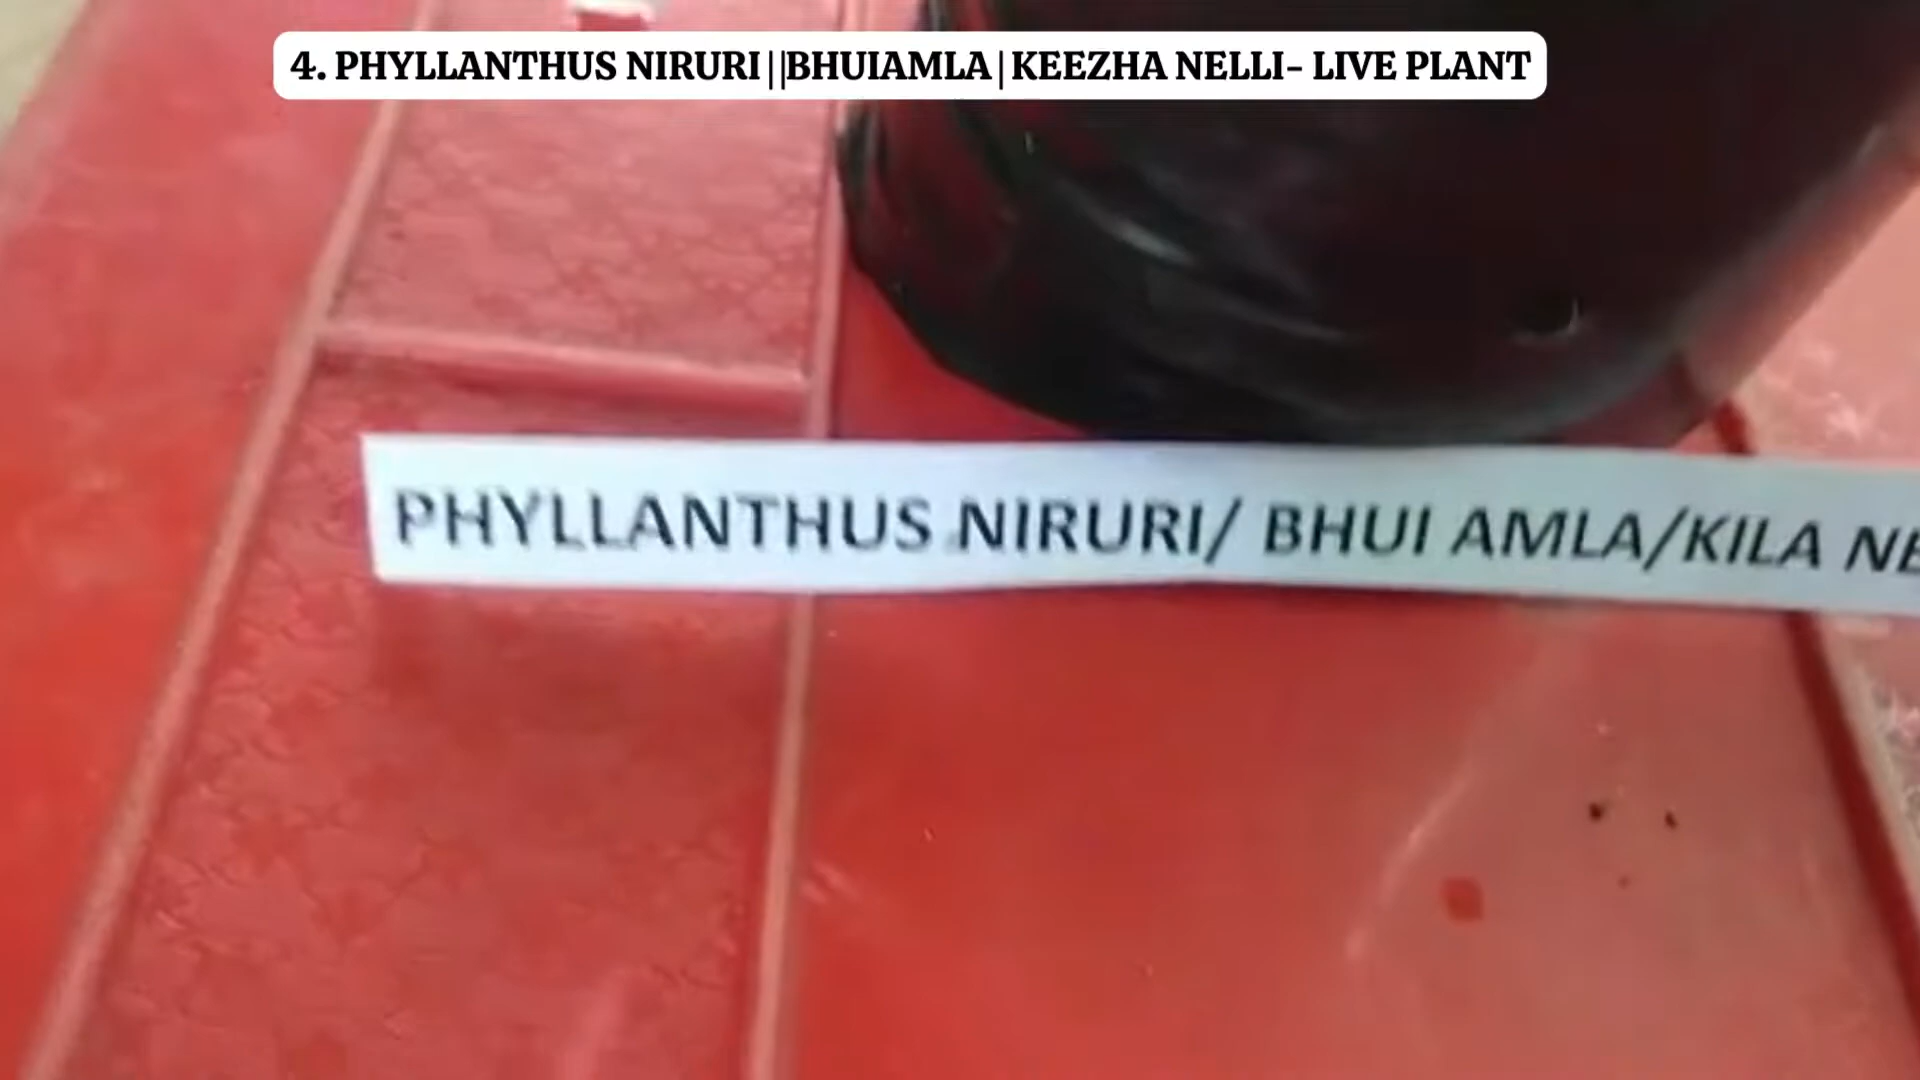 4. PHYLLANTHUS NIRURI||BHUIAMLA|KEEZHA NELLI- LIVE PLANT
PHYLLANTHUS NIRURI/ BHUI AMLA/KILA